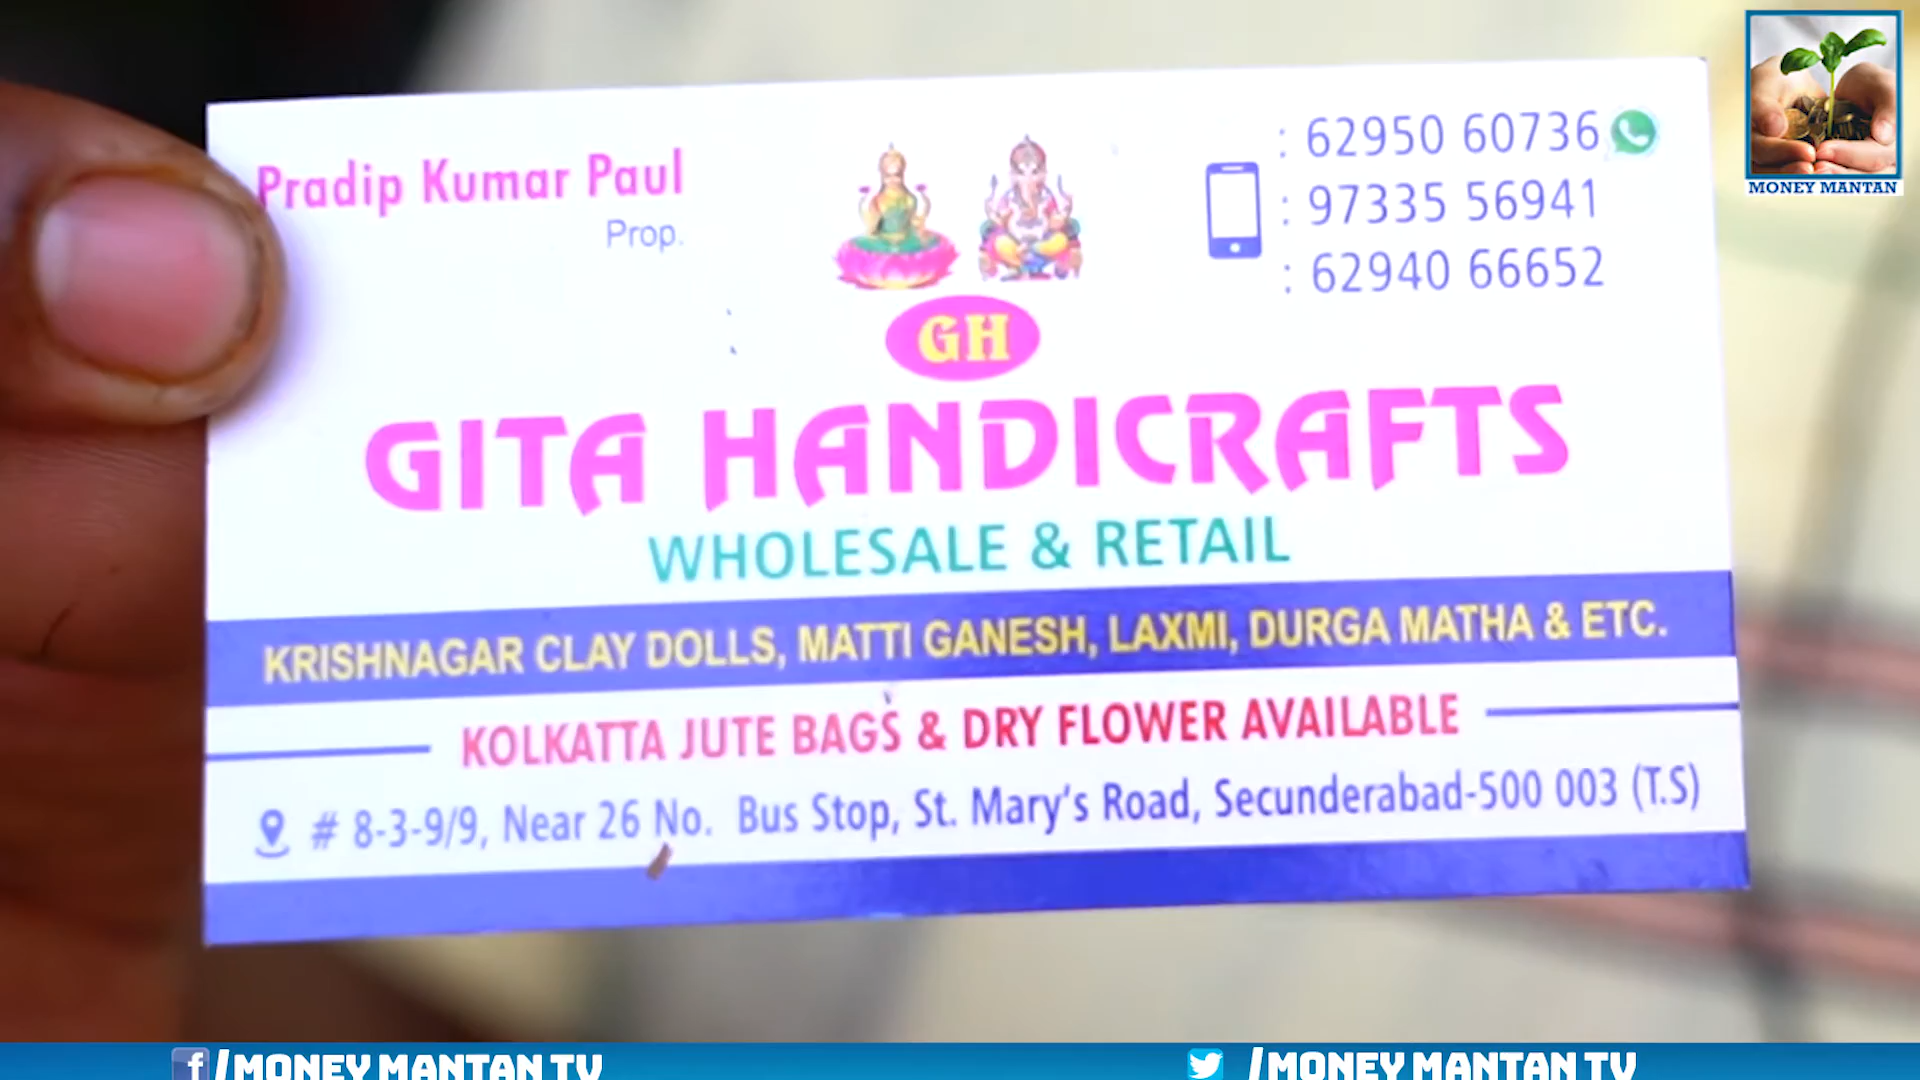 Pradip Kumar Paul
Prop.
: 62950 60736
: 97335 56941
: 62940 66652
GH
GITA HANDICRAFTS
WHOLESALE & RETAIL
KRISHNAGAR CLAY DOLLS, MATTI GANESH, LAXMI, DURGA MATHA & ETC.
KOLKATTA JUTE BAGS & DRY FLOWER AVAILABLE
# 8-3-9/9, Near 26 No. Bus Stop, St. Mary's Road, Secunderabad-500 003 (T.S)
MONEY MANTAN
f /MONEY MANTAN TV
/MONEY MANTAN TV